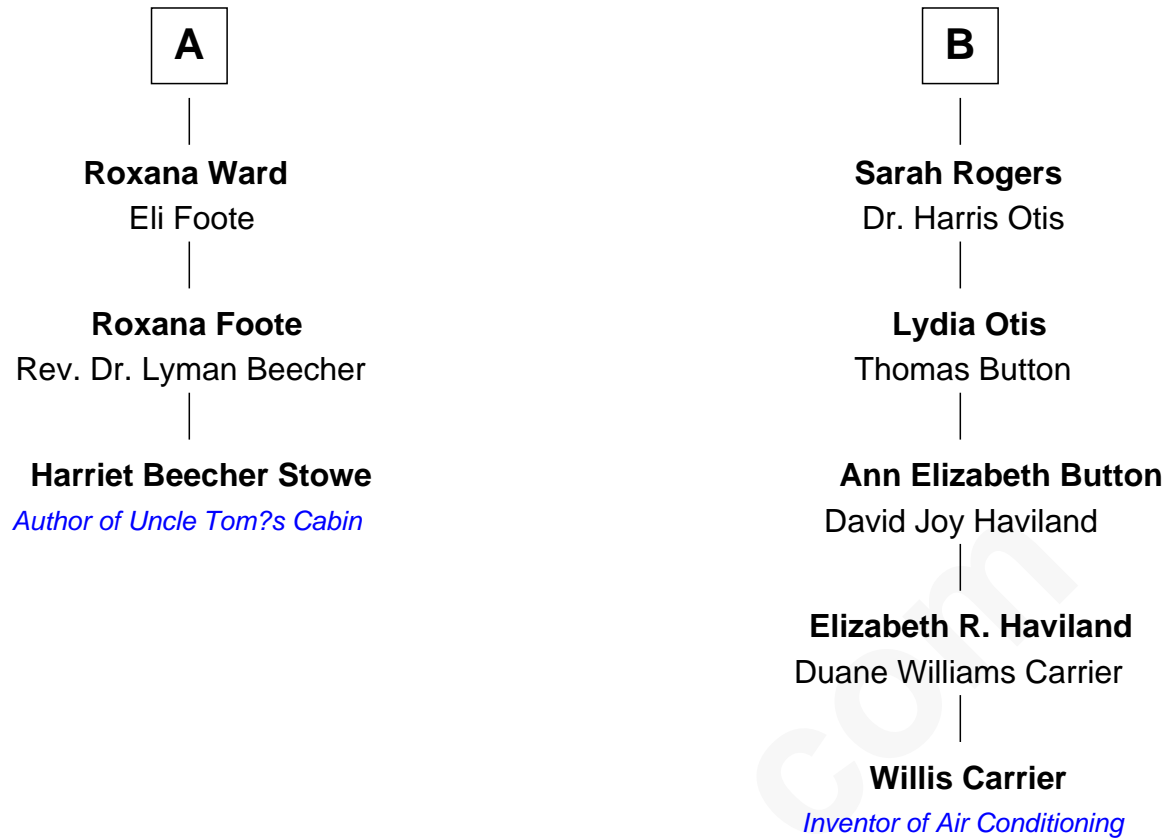 A
Roxana Ward
Eli Foote
Roxana Foote
Rev. Dr. Lyman Beecher
Harriet Beecher Stowe
Author of Uncle Tom?s Cabin
B
Sarah Rogers
Dr. Harris Otis
Lydia Otis
Thomas Button
Ann Elizabeth Button
David Joy Haviland
Elizabeth R. Haviland
Duane Williams Carrier
Willis Carrier
Inventor of Air Conditioning
com